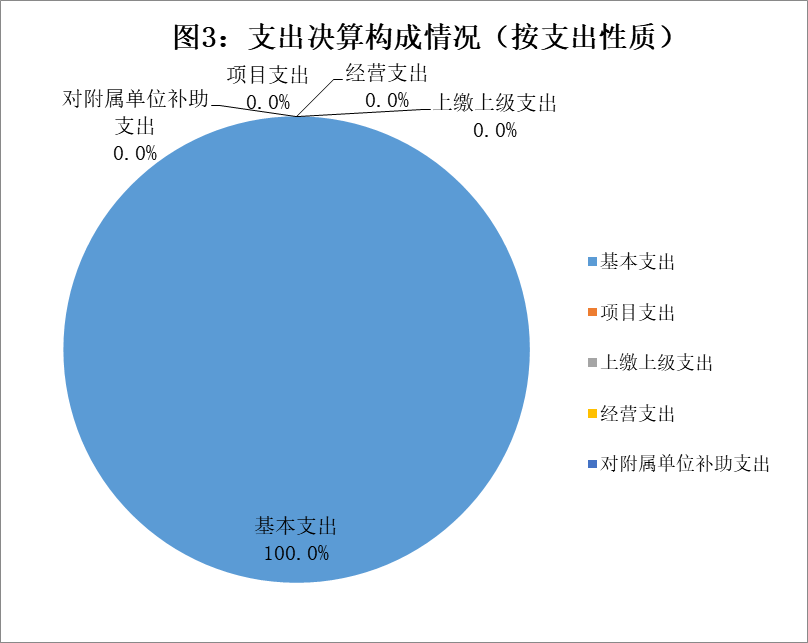 图3：支出决算构成情况（按支出性质）
对附属单位补助
支出
0.0%
项目支出
0.0%
经营支出
0.0%
上缴上级支出
0.0%
基本支出
100.0%
基本支出
项目支出
上缴上级支出
经营支出
对附属单位补助支出